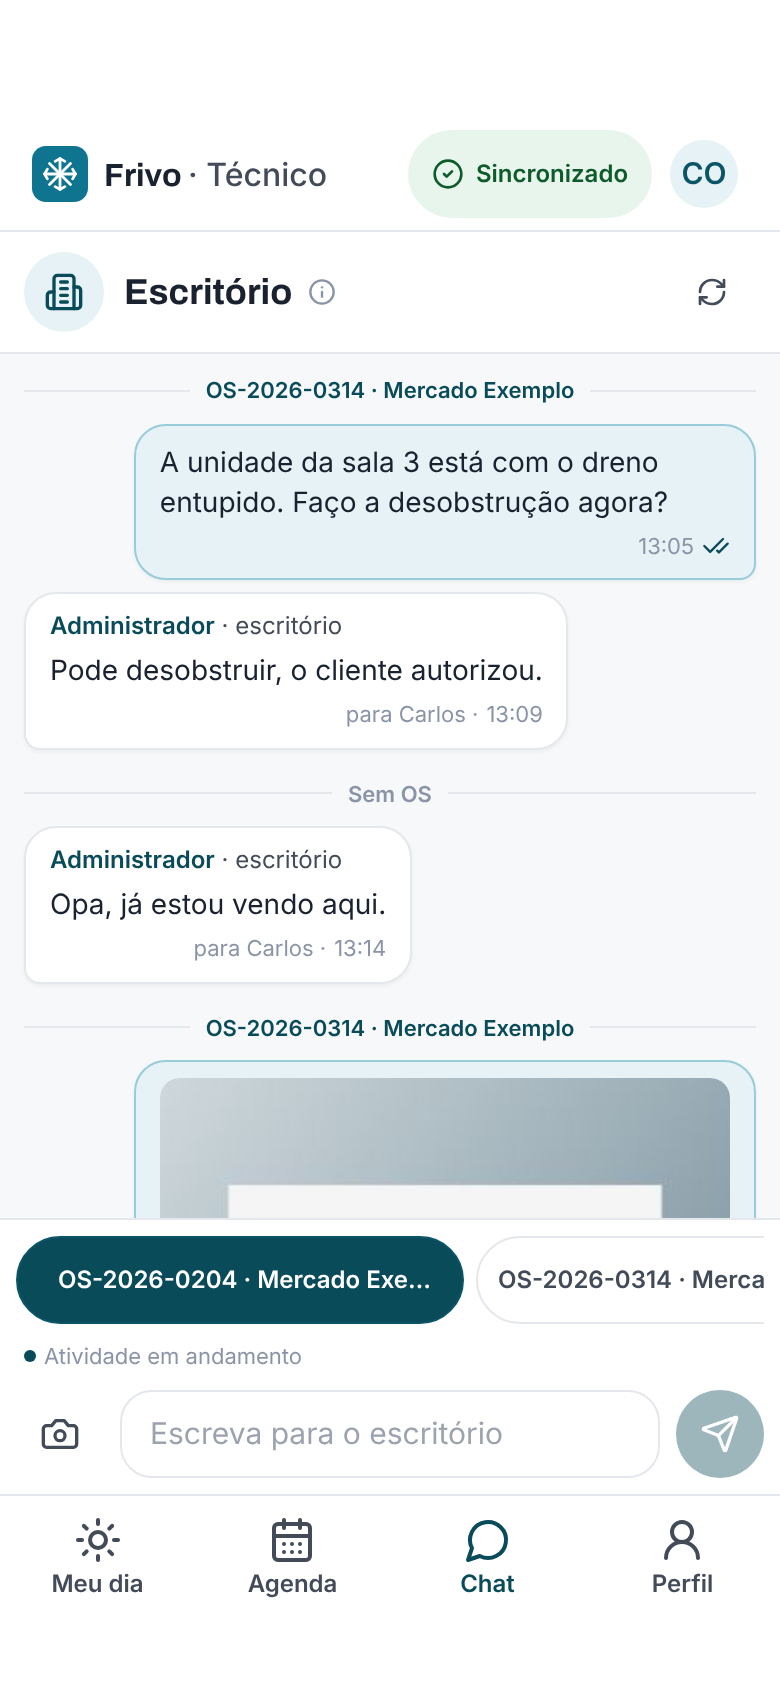 Frivo · Técnico
Sincronizado
CO
Escritório
OS-2026-0314 · Mercado Exemplo
A unidade da sala 3 está com o dreno
entupido. Faço a desobstrução agora?
13:05
Administrador · escritório
Pode desobstruir, o cliente autorizou.
para Carlos · 13:09
Sem OS
Administrador · escritório
Opa, já estou vendo aqui.
para Carlos · 13:14
OS-2026-0314 · Mercado Exemplo
OS-2026-0204 · Mercado Exe...
OS-2026-0314 · Merca
Atividade em andamento
Escreva para o escritório
Meu dia
Agenda
Chat
Perfil